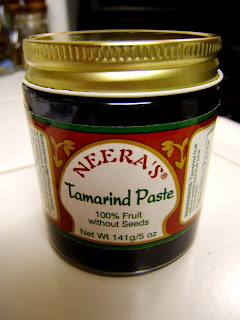 NEERA'S®
Tamarind Paste
100% Fruit
without Seeds
Net Wt 141g/5 oz